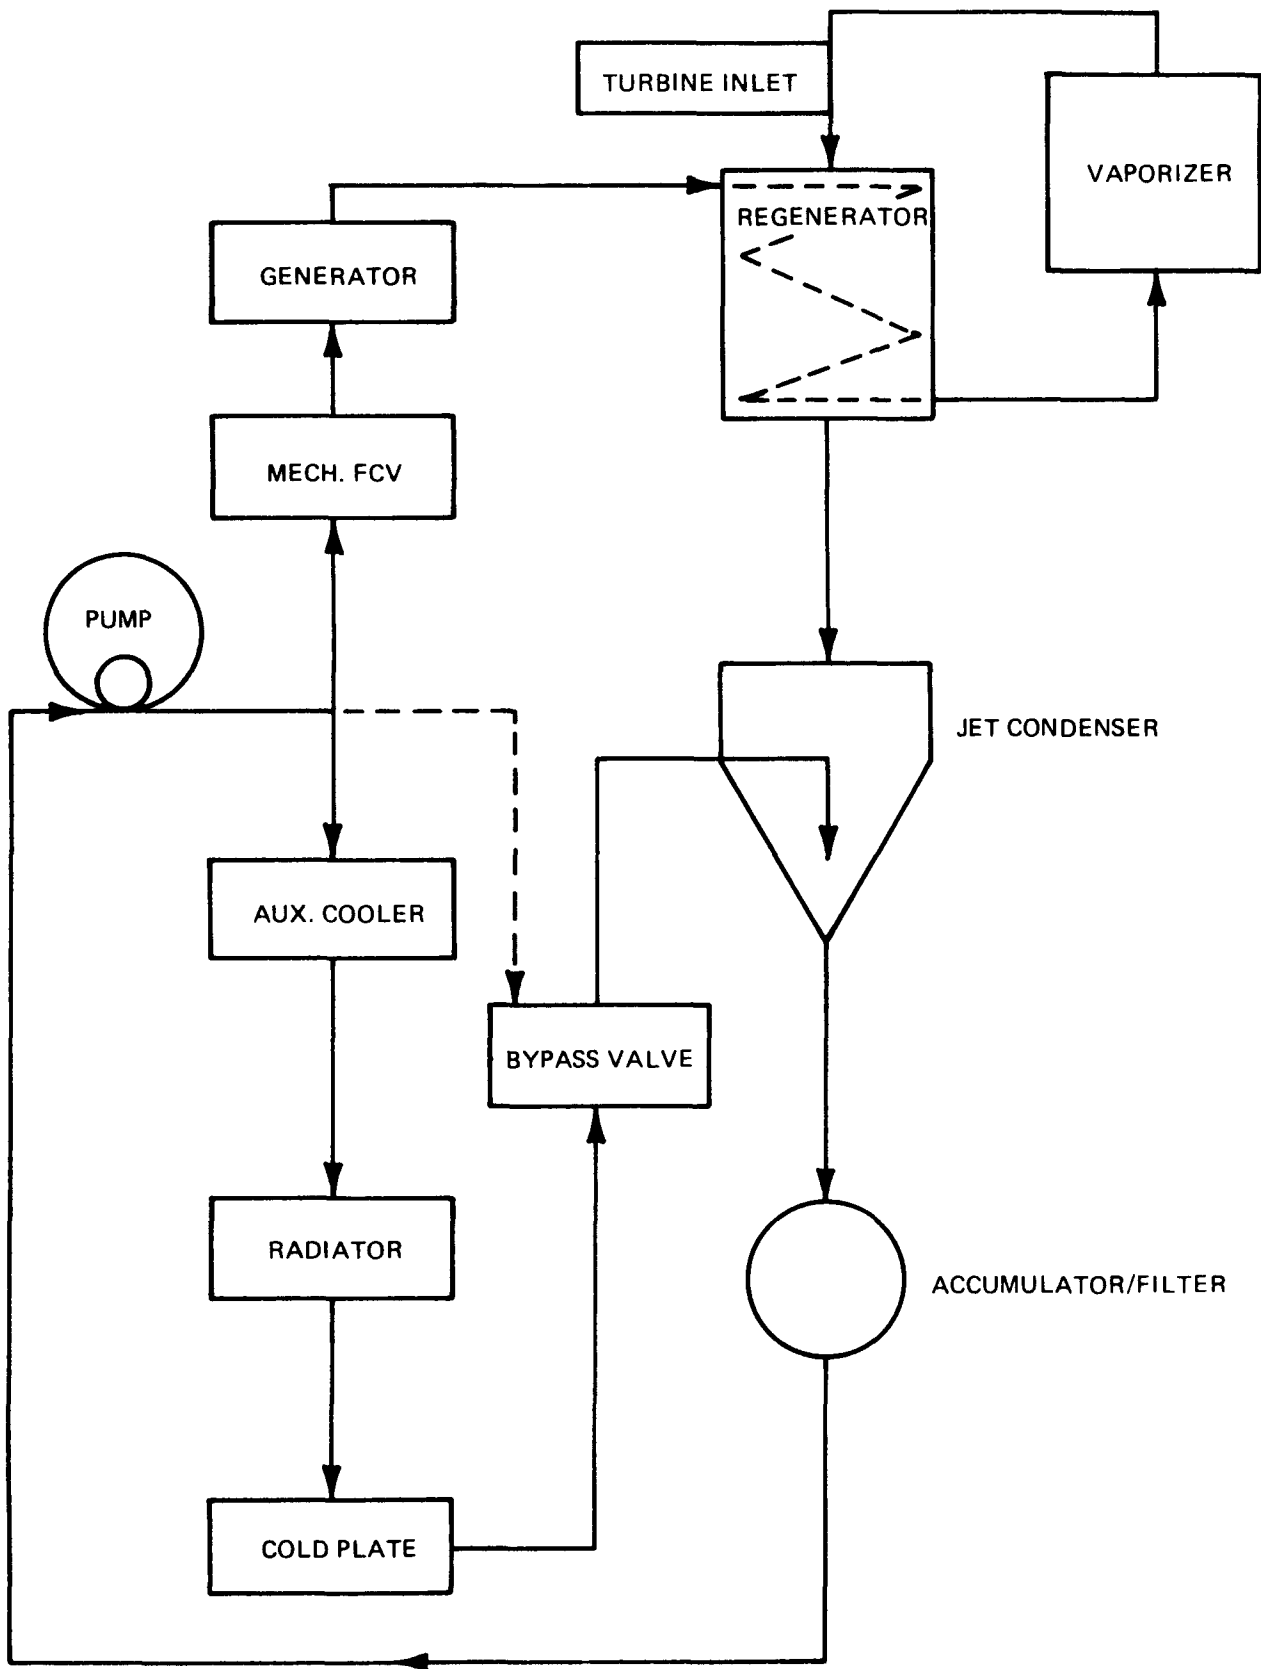 TURBINE INLET
VAPORIZER
REGENERATOR
GENERATOR
MECH. FCV
PUMP
JET CONDENSER
AUX. COOLER
BYPASS VALVE
RADIATOR
ACCUMULATOR/FILTER
COLD PLATE